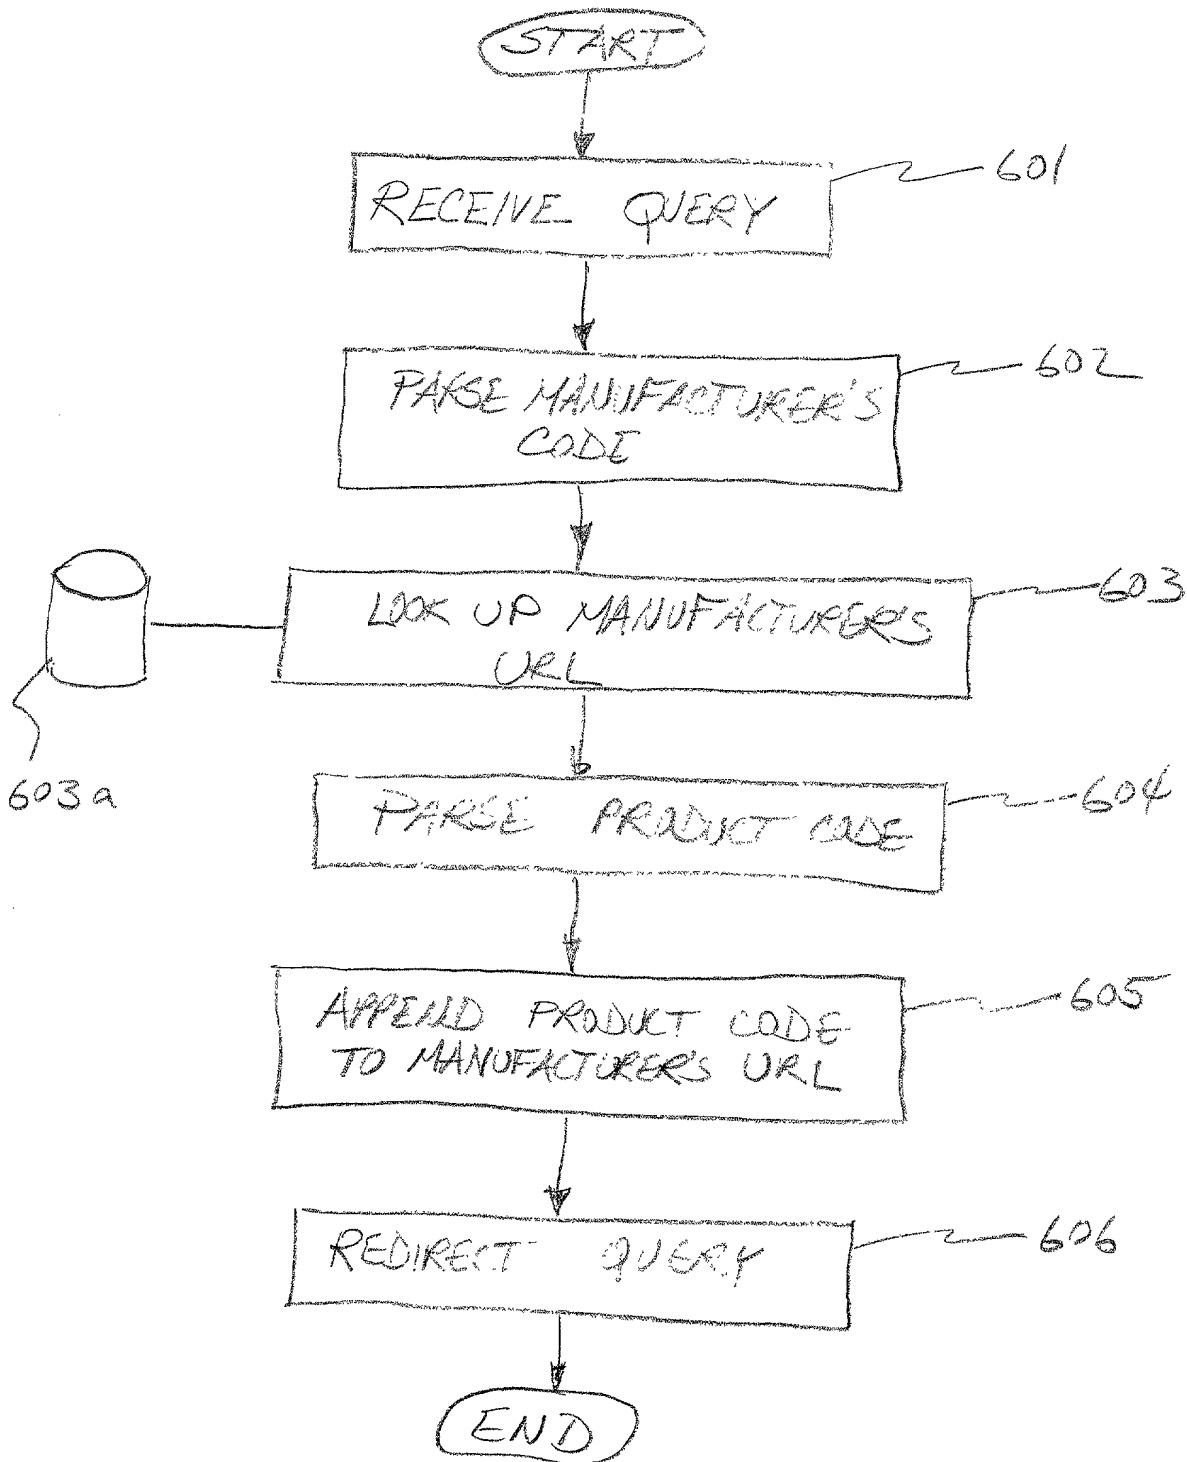 START
601
RECEIVE QUERY
602
PARSE MANUFACTURER'S
CODE
603
LOOK UP MANUFACTURER'S
URL
603a
604
PARSE PRODUCT CODE
605
APPEND PRODUCT CODE
TO MANUFACTURER'S URL
606
REDIRECT QUERY
END